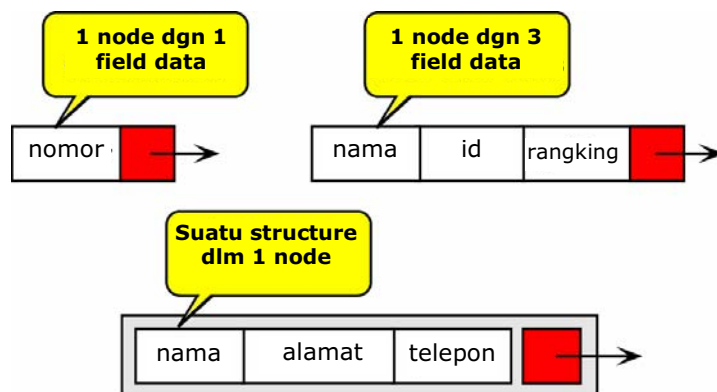 1 node dgn 1
field data
1 node dgn 3
field data
nomor
nama id rangking
Suatu structure
dlm 1 node
nama alamat telepon